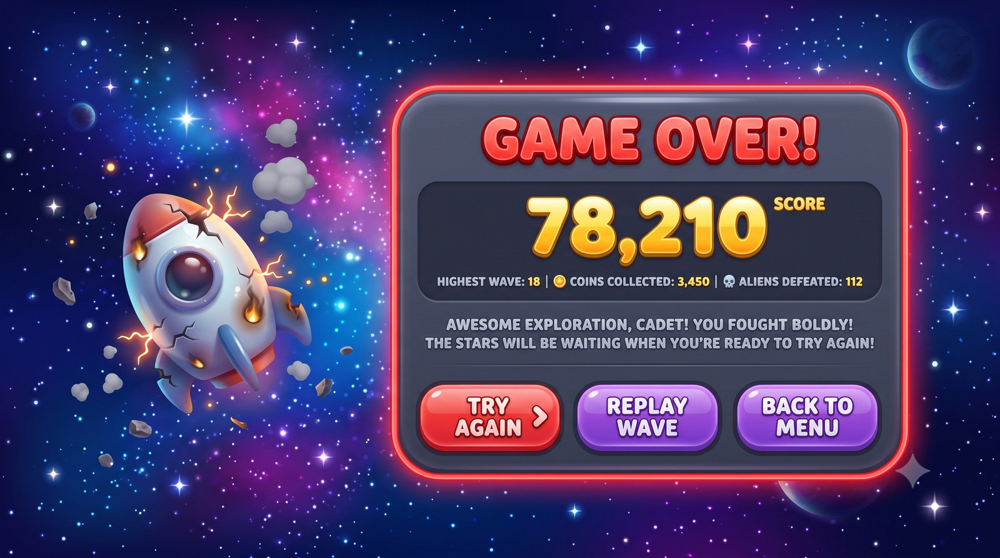 GAME OVER!
78,210 SCORE
HIGHEST WAVE: 18 | COINS COLLECTED: 3,450 | ALIENS DEFEATED: 112
AWESOME EXPLORATION, CADET! YOU FOUGHT BOLDLY!
THE STARS WILL BE WAITING WHEN YOU'RE READY TO TRY AGAIN!
TRY
AGAIN
REPLAY
WAVE
BACK TO
MENU